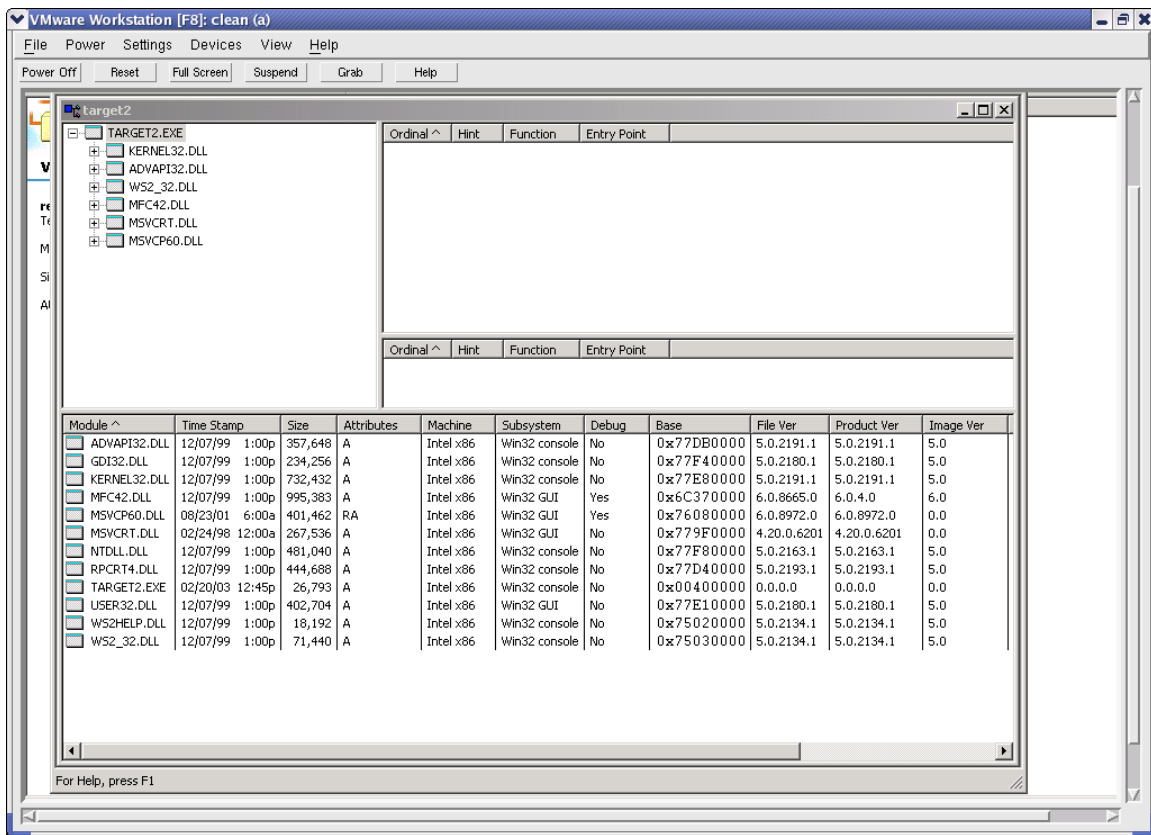 VMware Workstation [F8]: clean (a)
File Power Settings Devices View Help
Power Off Reset Full Screen Suspend Grab Help
target2
TARGET2.EXE
KERNEL32.DLL
ADVAPI32.DLL
WS2_32.DLL
MFC42.DLL
MSVCRT.DLL
MSVCP60.DLL
Ordinal ^ Hint Function Entry Point
Ordinal ^ Hint Function Entry Point
V
re
Te
M
Si
Al
Module ^ Time Stamp Size Attributes Machine Subsystem Debug Base File Ver Product Ver Image Ver
ADVAPI32.DLL 12/07/99 1:00p 357,648 A Intel x86 Win32 console No 0x77DB0000 5.0.2191.1 5.0.2191.1 5.0
GDI32.DLL 12/07/99 1:00p 234,256 A Intel x86 Win32 console No 0x77F40000 5.0.2180.1 5.0.2180.1 5.0
KERNEL32.DLL 12/07/99 1:00p 732,432 A Intel x86 Win32 console No 0x77E80000 5.0.2191.1 5.0.2191.1 5.0
MFC42.DLL 12/07/99 1:00p 995,383 A Intel x86 Win32 GUI Yes 0x6C370000 6.0.8665.0 6.0.4.0 6.0
MSVCP60.DLL 08/23/01 6:00a 401,462 RA Intel x86 Win32 GUI Yes 0x76080000 6.0.8972.0 6.0.8972.0 0.0
MSVCRT.DLL 02/24/98 12:00a 267,536 A Intel x86 Win32 GUI No 0x779F0000 4.20.0.6201 4.20.0.6201 0.0
NTDLL.DLL 12/07/99 1:00p 481,040 A Intel x86 Win32 console No 0x77F80000 5.0.2163.1 5.0.2163.1 5.0
RPCRT4.DLL 12/07/99 1:00p 444,688 A Intel x86 Win32 console No 0x77D40000 5.0.2193.1 5.0.2193.1 5.0
TARGET2.EXE 02/20/03 12:45p 26,793 A Intel x86 Win32 console No 0x00400000 0.0.0.0 0.0.0.0 0.0
USER32.DLL 12/07/99 1:00p 402,704 A Intel x86 Win32 GUI No 0x77E10000 5.0.2180.1 5.0.2180.1 5.0
WS2HELP.DLL 12/07/99 1:00p 18,192 A Intel x86 Win32 console No 0x75020000 5.0.2134.1 5.0.2134.1 5.0
WS2_32.DLL 12/07/99 1:00p 71,440 A Intel x86 Win32 console No 0x75030000 5.0.2134.1 5.0.2134.1 5.0
For Help, press F1